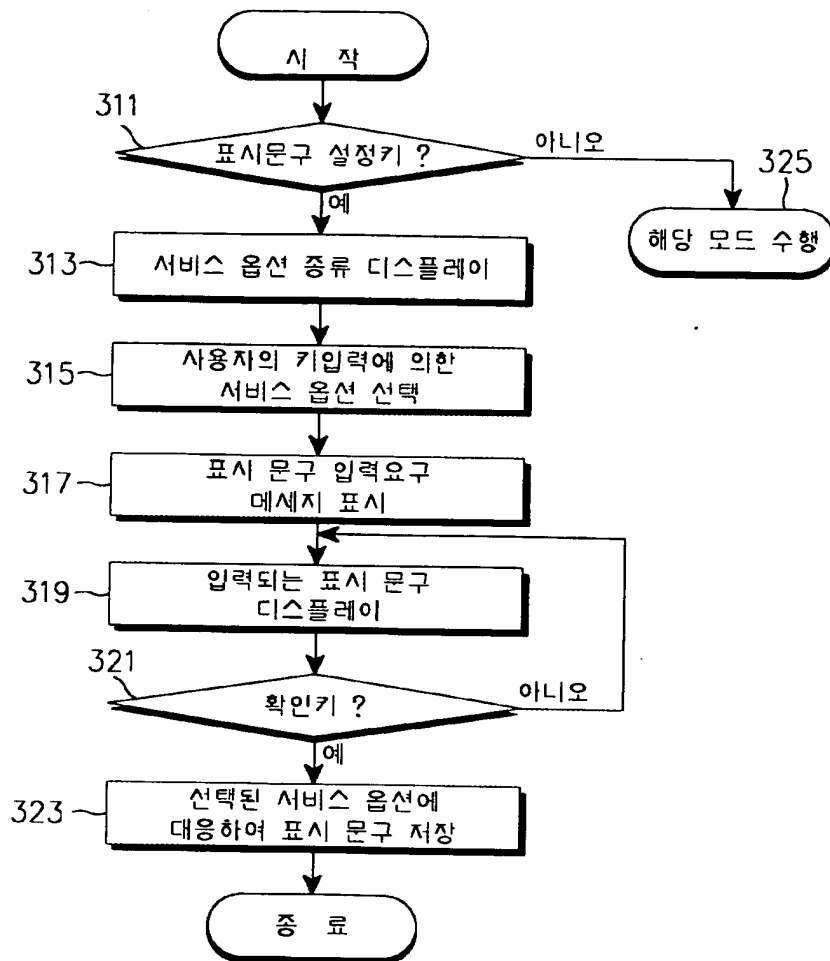 시 작
311
표시문구 설정키 ?
아니오
325
예
해당 모드 수행
313
서비스 옵션 종류 디스플레이
315
사용자의 키입력에 의한
서비스 옵션 선택
317
표시 문구 입력요구
메세지 표시
319
입력되는 표시 문구
디스플레이
321
확인키 ?
아니오
예
323
선택된 서비스 옵션에
대응하여 표시 문구 저장
종 료